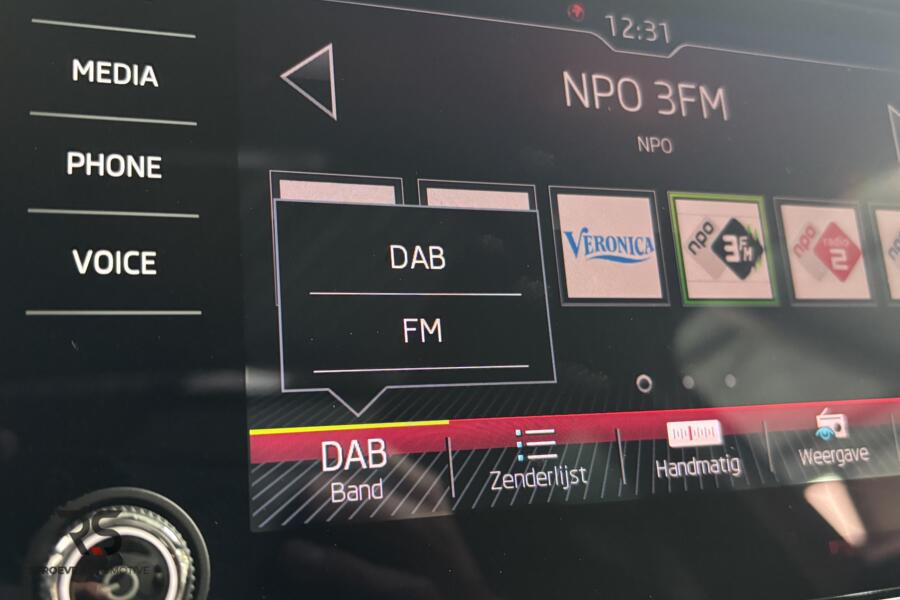 12:31
MEDIA
PHONE
VOICE
NPO 3FM
NPO
VERONICA
npo 3FM
npo radio 2
DAB
FM
DAB
Band
Zenderlijst
Handmatig
Weergave
RS